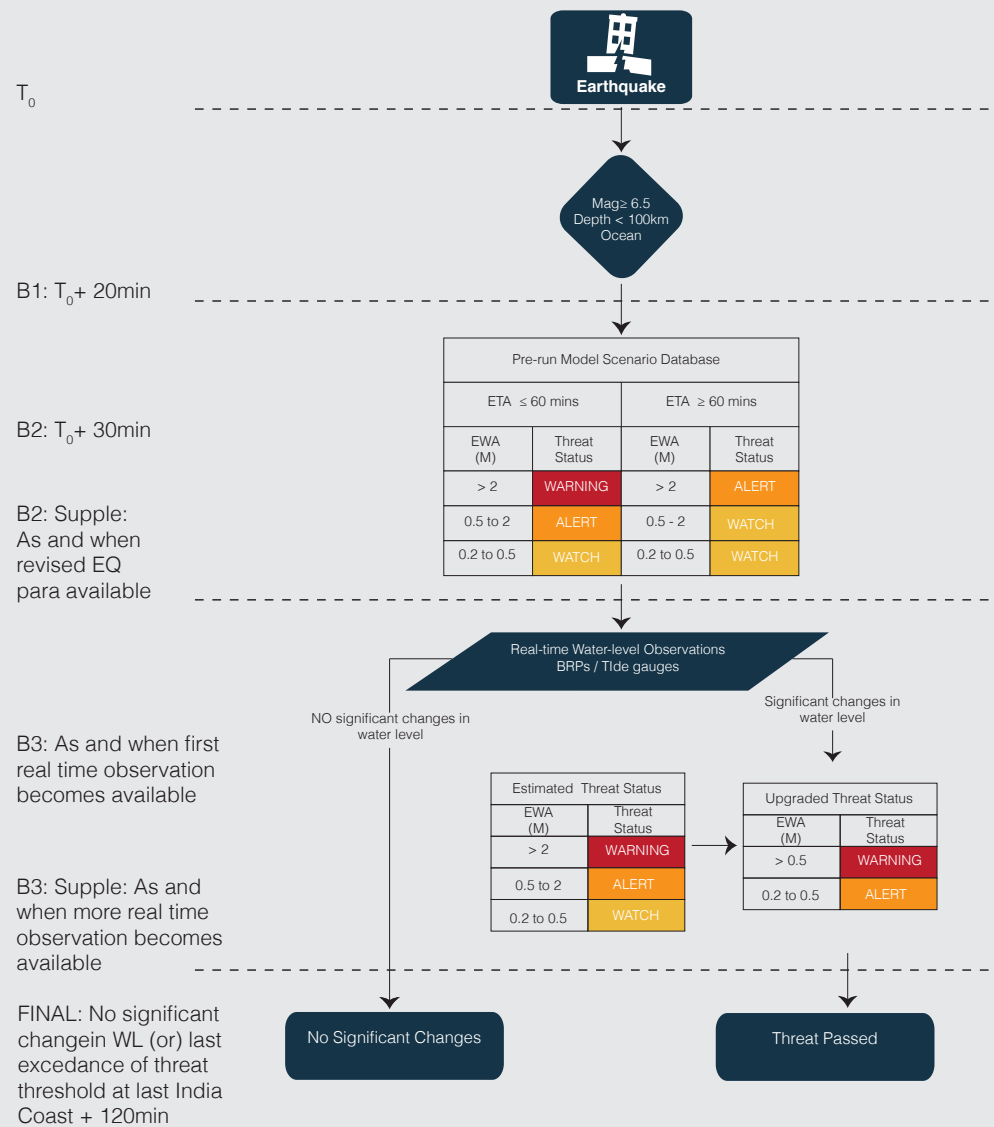 Earthquake
T0
Mag≥ 6.5
Depth < 100km
Ocean
B1: T0+ 20min
Pre-run Model Scenario Database
ETA ≤ 60 mins ETA ≥ 60 mins
EWA Threat EWA Threat
(M) Status (M) Status
> 2 WARNING > 2 ALERT
0.5 to 2 ALERT 0.5 - 2 WATCH
0.2 to 0.5 WATCH 0.2 to 0.5 WATCH
B2: T0+ 30min
B2: Supple:
As and when
revised EQ
para available
Real-time Water-level Observations
BRPs / TIde gauges
NO significant changes in
water level
Significant changes in
water level
B3: As and when first
real time observation
becomes available
Estimated Threat Status
EWA Threat
(M) Status
> 2 WARNING
0.5 to 2 ALERT
0.2 to 0.5 WATCH
Upgraded Threat Status
EWA Threat
(M) Status
> 0.5 WARNING
0.2 to 0.5 ALERT
B3: Supple: As and
when more real time
observation becomes
available
FINAL: No significant
changein WL (or) last
excedance of threat
threshold at last India
Coast + 120min
No Significant Changes
Threat Passed